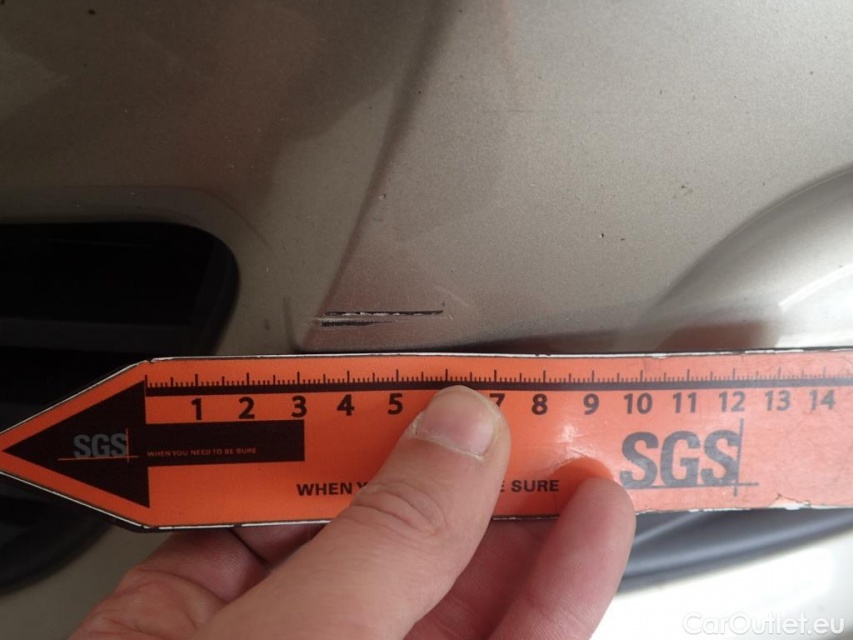 1 2 3 4 5 7 8 9 10 11 12 13 14
SGS WHEN YOU NEED TO BE SURE
SGS
WHEN SURE
CarOutlet.eu